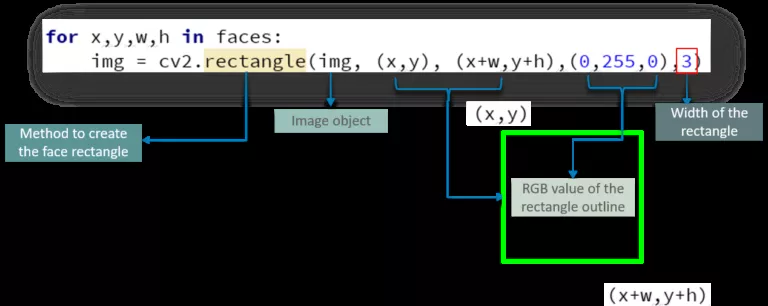 for x,y,w,h in faces:
    img = cv2.rectangle(img, (x,y), (x+w,y+h),(0,255,0),3)
Image object
(x,y)
Width of the
rectangle
Method to create
the face rectangle
RGB value of the
rectangle outline
(x+w,y+h)